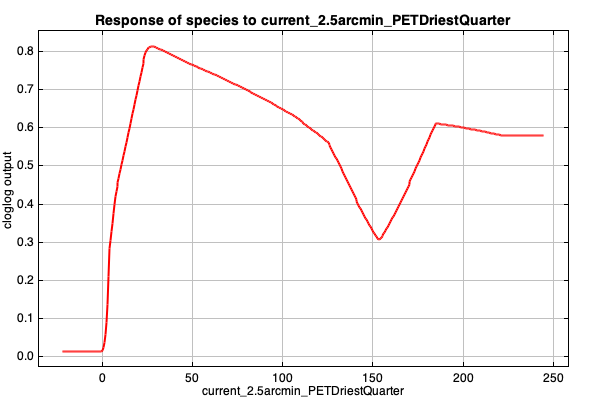 Response of species to current_2.5arcmin_PETDriestQuarter
0.8
0.7
0.6
0.5
0.4
0.3
0.2
0.1
0.0
cloglog output
0 50 100 150 200 250
current_2.5arcmin_PETDriestQuarter